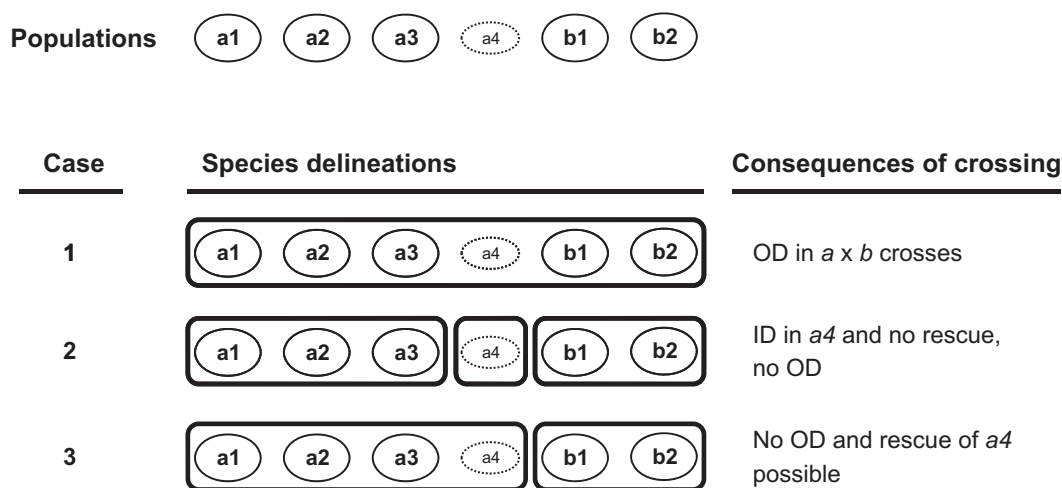 Populations a1 a2 a3 a4 b1 b2
Case Species delineations Consequences of crossing
1 a1 a2 a3 a4 b1 b2 OD in a x b crosses
2 a1 a2 a3 a4 b1 b2 ID in a4 and no rescue,
no OD
3 a1 a2 a3 a4 b1 b2 No OD and rescue of a4
possible